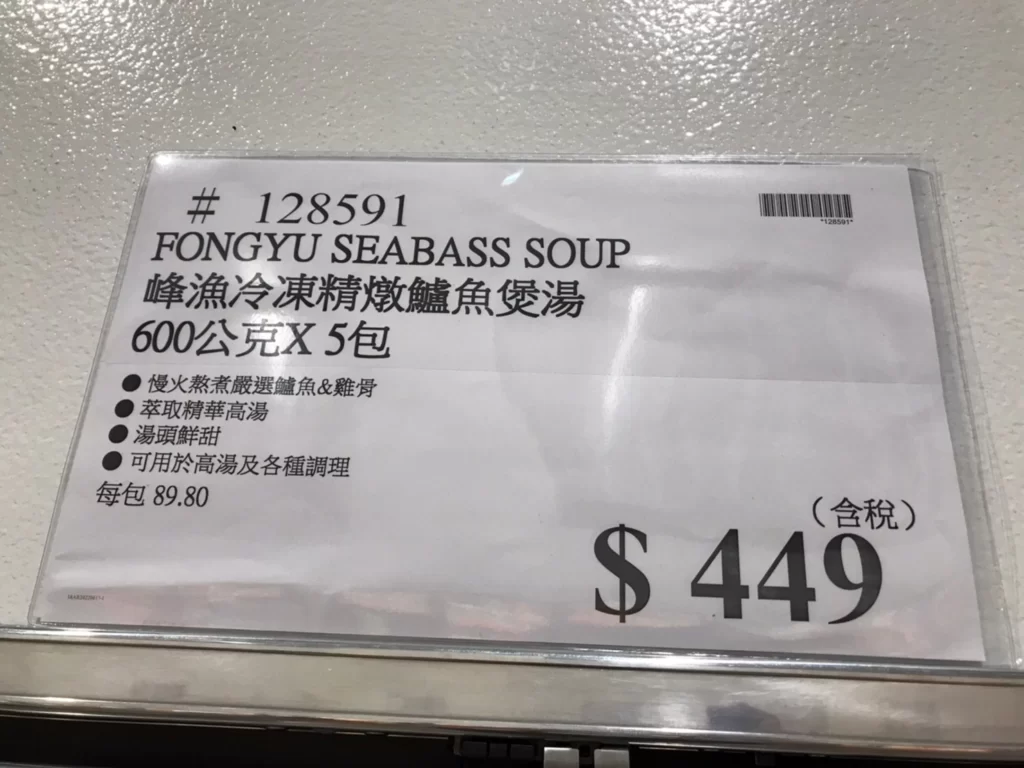 # 128591
*128591*
FONGYU SEABASS SOUP
峰漁冷凍精燉鱸魚煲湯
600公克X 5包
● 慢火熬煮嚴選鱸魚&雞骨
● 萃取精華高湯
● 湯頭鮮甜
● 可用於高湯及各種調理
每包 89.80
（含稅）
$ 449